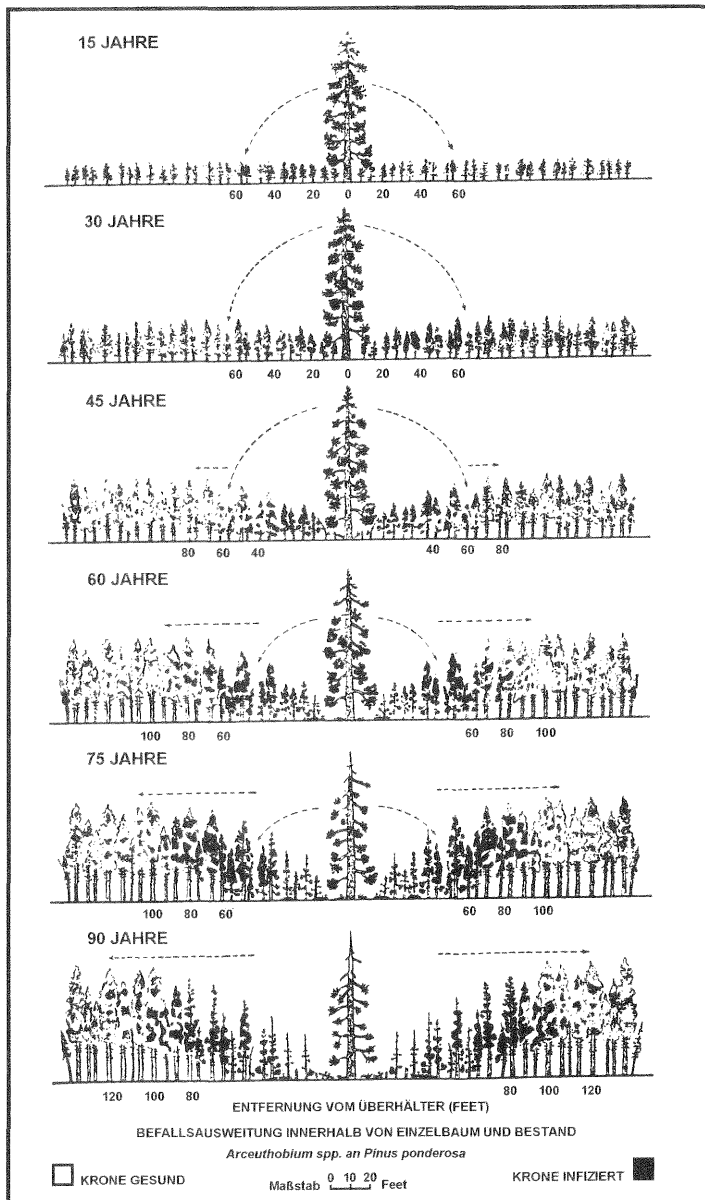 15 JAHRE
60 40 20 0 20 40 60
30 JAHRE
60 40 20 0 20 40 60
45 JAHRE
80 60 40 40 60 80
60 JAHRE
100 80 60 60 80 100
75 JAHRE
100 80 60 60 80 100
90 JAHRE
120 100 80 80 100 120
ENTFERNUNG VOM ÜBERHÄLTER (FEET)
BEFALLSAUSWEITUNG INNERHALB VON EINZELBAUM UND BESTAND
Arceuthobium spp. an Pinus ponderosa
KRONE GESUND Maßstab 0 10 20 Feet KRONE INFIZIERT